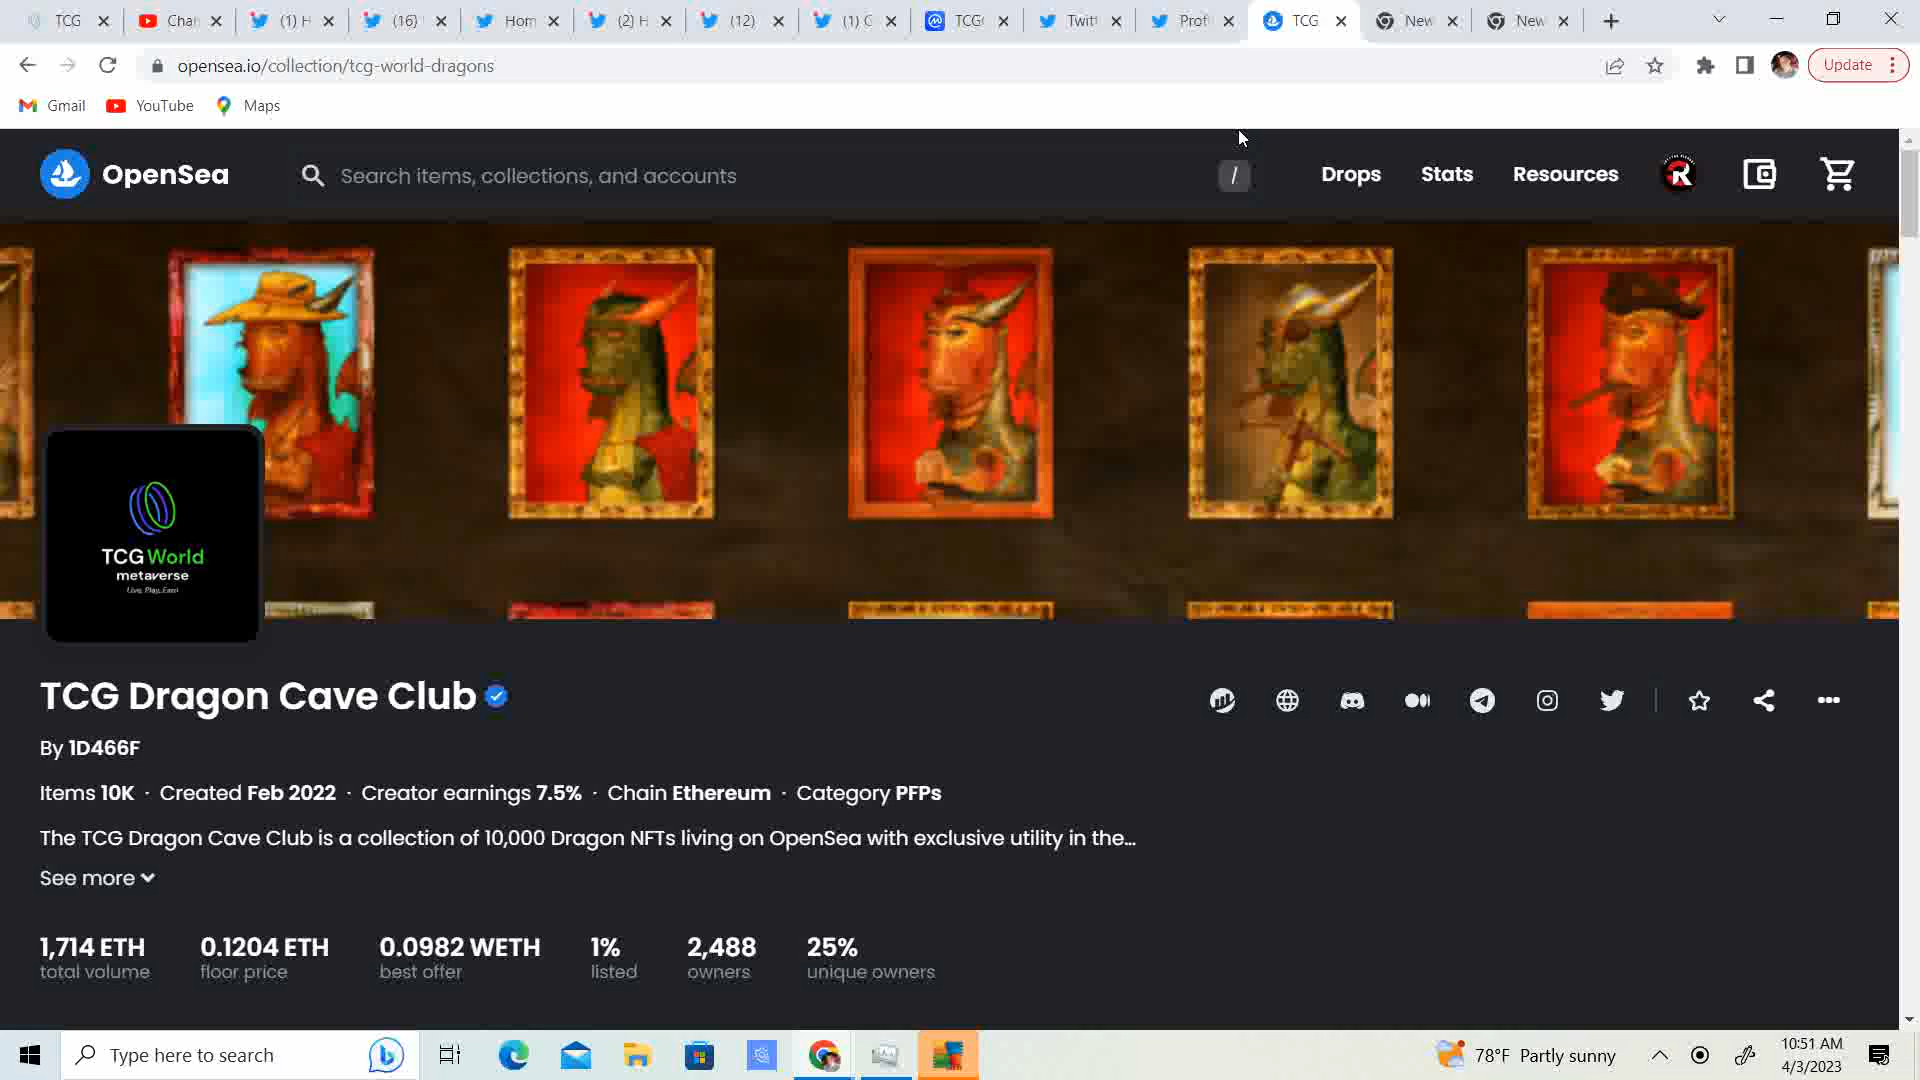 TCG
Chan
(1) H
(16)
Hom
(2) H
(12)
(1) C
TCG
Twitt
Prof
TCG
New
New
opensea.io/collection/tcg-world-dragons
Update
Gmail
YouTube
Maps
OpenSea
Search items, collections, and accounts
/
Drops
Stats
Resources
TCG World
metaverse
Live, Play, Earn
TCG Dragon Cave Club
By 1D466F
Items 10K · Created Feb 2022 · Creator earnings 7.5% · Chain Ethereum · Category PFPs
The TCG Dragon Cave Club is a collection of 10,000 Dragon NFTs living on OpenSea with exclusive utility in the...
See more
1,714 ETH 0.1204 ETH 0.0982 WETH 1% 2,488 25%
total volume floor price best offer listed owners unique owners
Type here to search
78°F Partly sunny
10:51 AM
4/3/2023